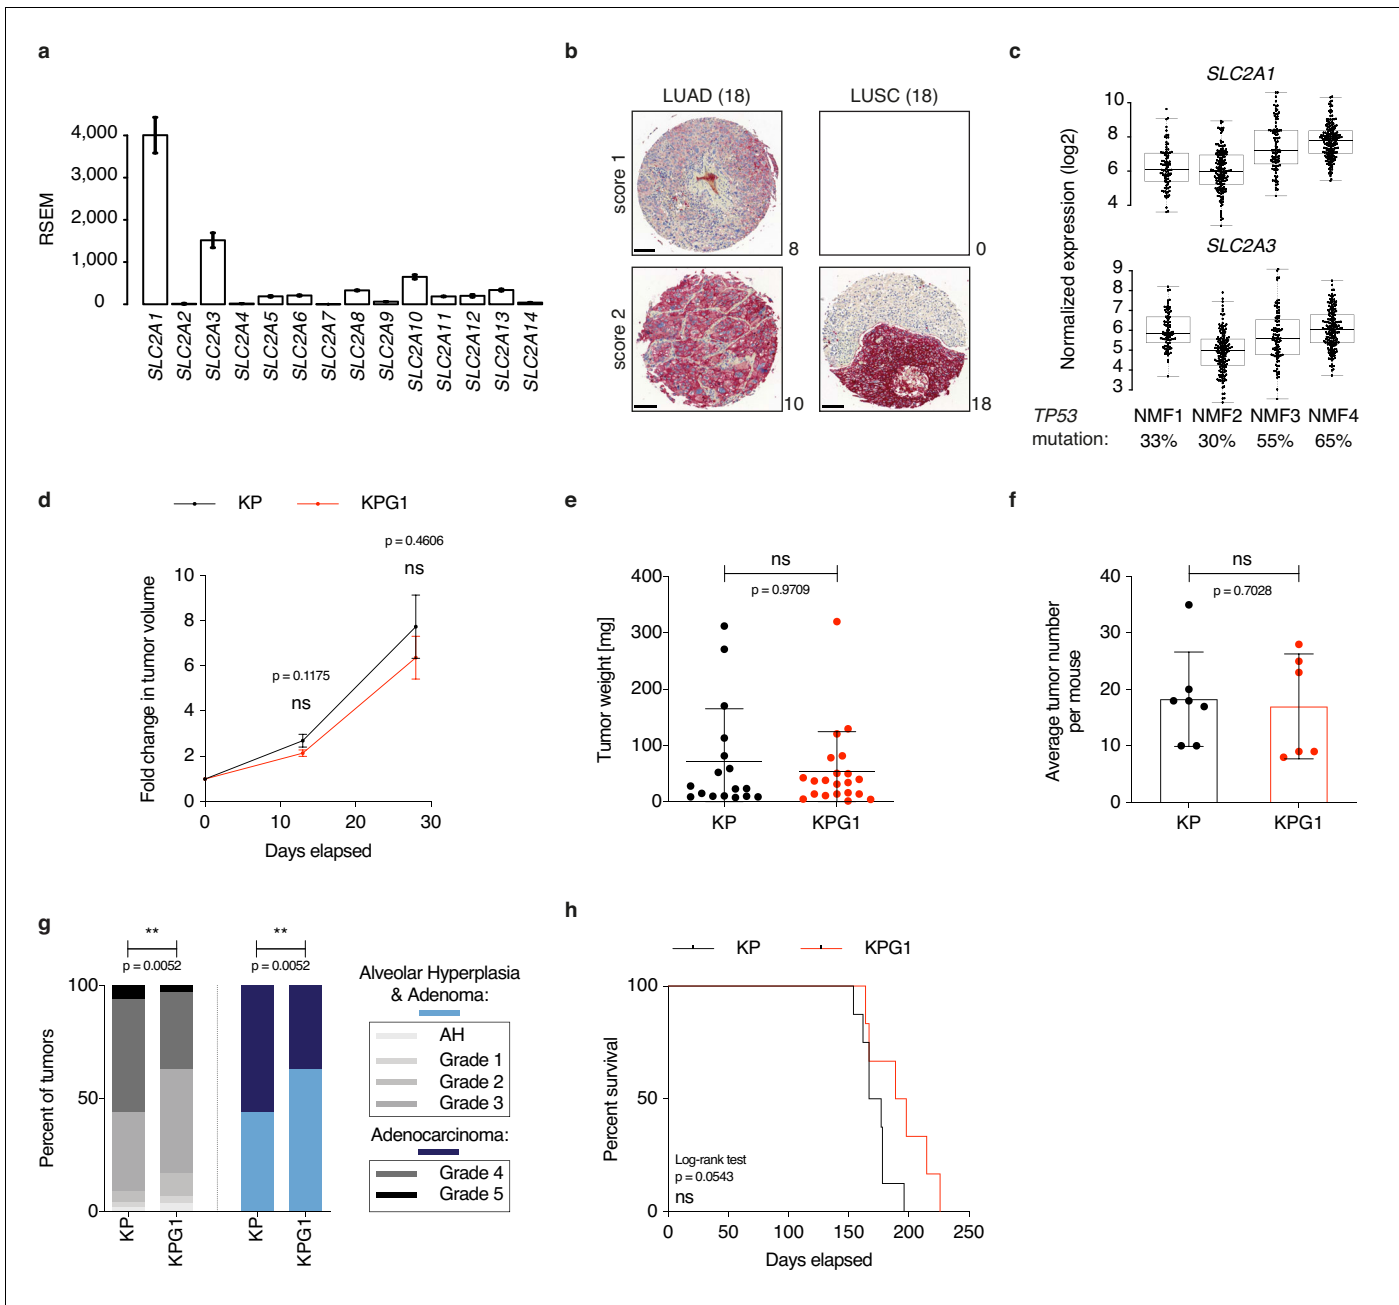 a
RSEM
4,000
3,000
2,000
1,000
0
SLC2A1
SLC2A2
SLC2A3
SLC2A4
SLC2A5
SLC2A6
SLC2A7
SLC2A8
SLC2A9
SLC2A10
SLC2A11
SLC2A12
SLC2A13
SLC2A14
b
LUAD (18)
LUSC (18)
score 1
8
0
score 2
10
18
c
SLC2A1
Normalized expression (log2)
10
8
6
4
SLC2A3
9
8
7
6
5
4
3
TP53
NMF1 NMF2 NMF3 NMF4
mutation:
33% 30% 55% 65%
d
KP
KPG1
p = 0.4606
ns
p = 0.1175
ns
Fold change in tumor volume
10
8
6
4
2
0
0 10 20 30
Days elapsed
e
ns
p = 0.9709
Tumor weight [mg]
400
300
200
100
0
KP
KPG1
f
ns
p = 0.7028
Average tumor number
per mouse
40
30
20
10
0
KP
KPG1
g
**
p = 0.0052
**
p = 0.0052
Percent of tumors
100
50
0
KP
KPG1
KP
KPG1
Alveolar Hyperplasia
& Adenoma:
AH
Grade 1
Grade 2
Grade 3
Adenocarcinoma:
Grade 4
Grade 5
h
KP
KPG1
Percent survival
100
50
0
Log-rank test
p = 0.0543
ns
0 50 100 150 200 250
Days elapsed